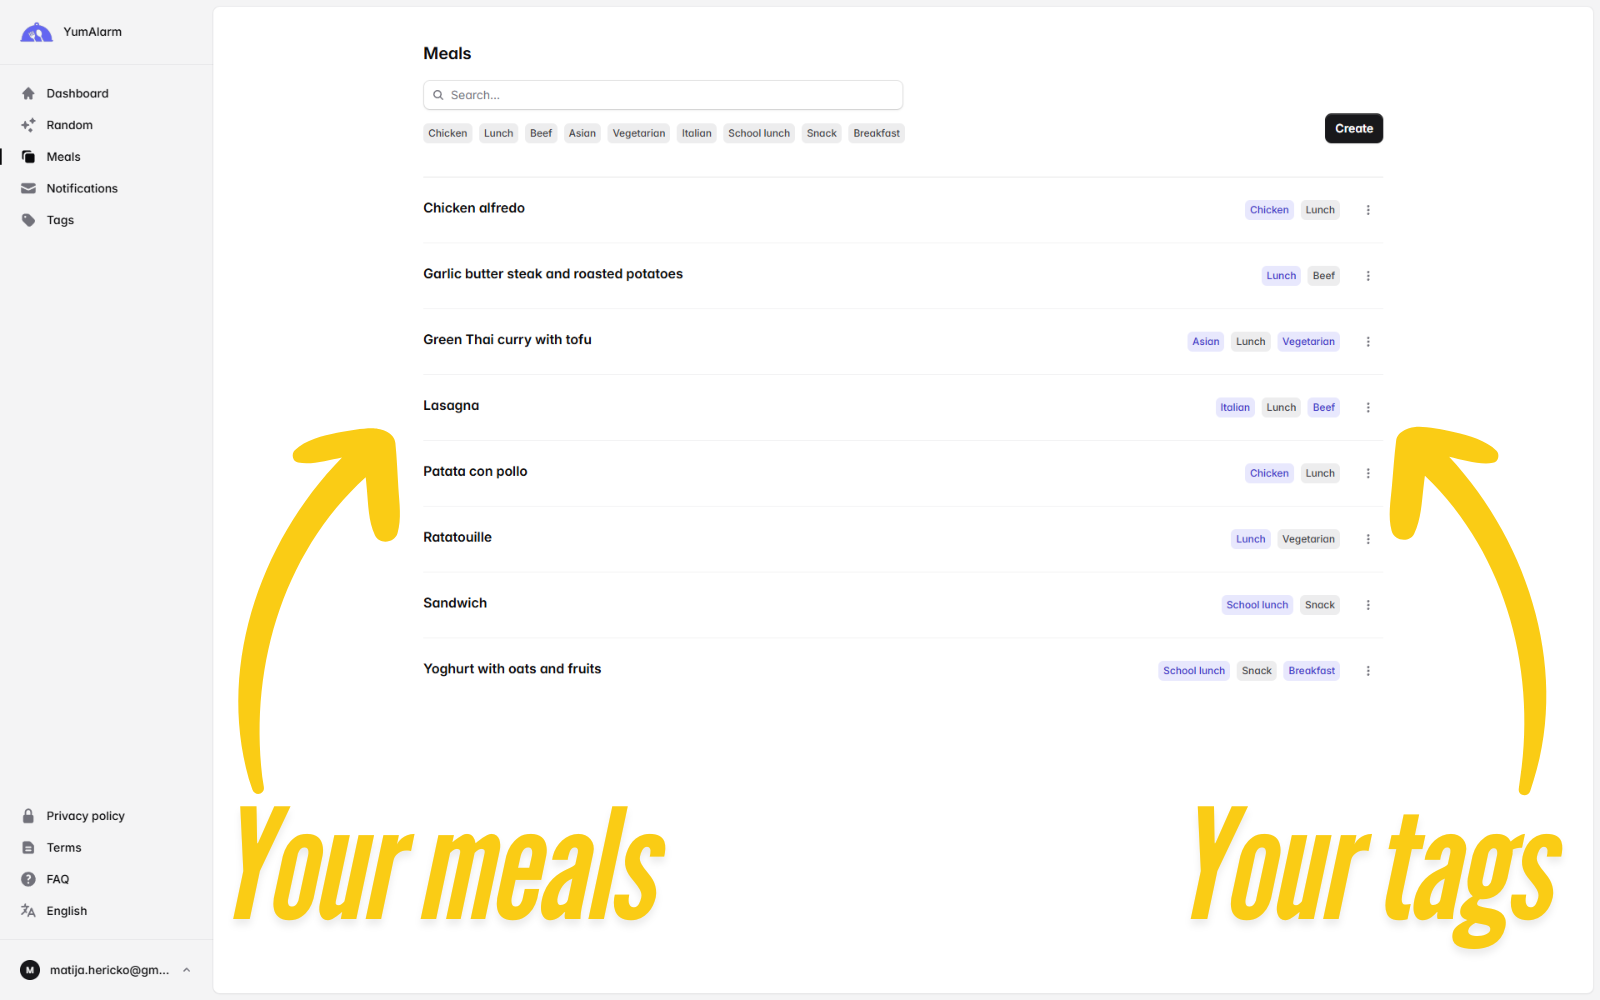 YumAlarm
Dashboard
Random
Meals
Notifications
Tags
Privacy policy
Terms
FAQ
English
M matija.hericko@gm...
Meals
Search...
Chicken Lunch Beef Asian Vegetarian Italian School lunch Snack Breakfast
Create
Chicken alfredo Chicken Lunch
Garlic butter steak and roasted potatoes Lunch Beef
Green Thai curry with tofu Asian Lunch Vegetarian
Lasagna Italian Lunch Beef
Patata con pollo Chicken Lunch
Ratatouille Lunch Vegetarian
Sandwich School lunch Snack
Yoghurt with oats and fruits School lunch Snack Breakfast
Your meals
Your tags